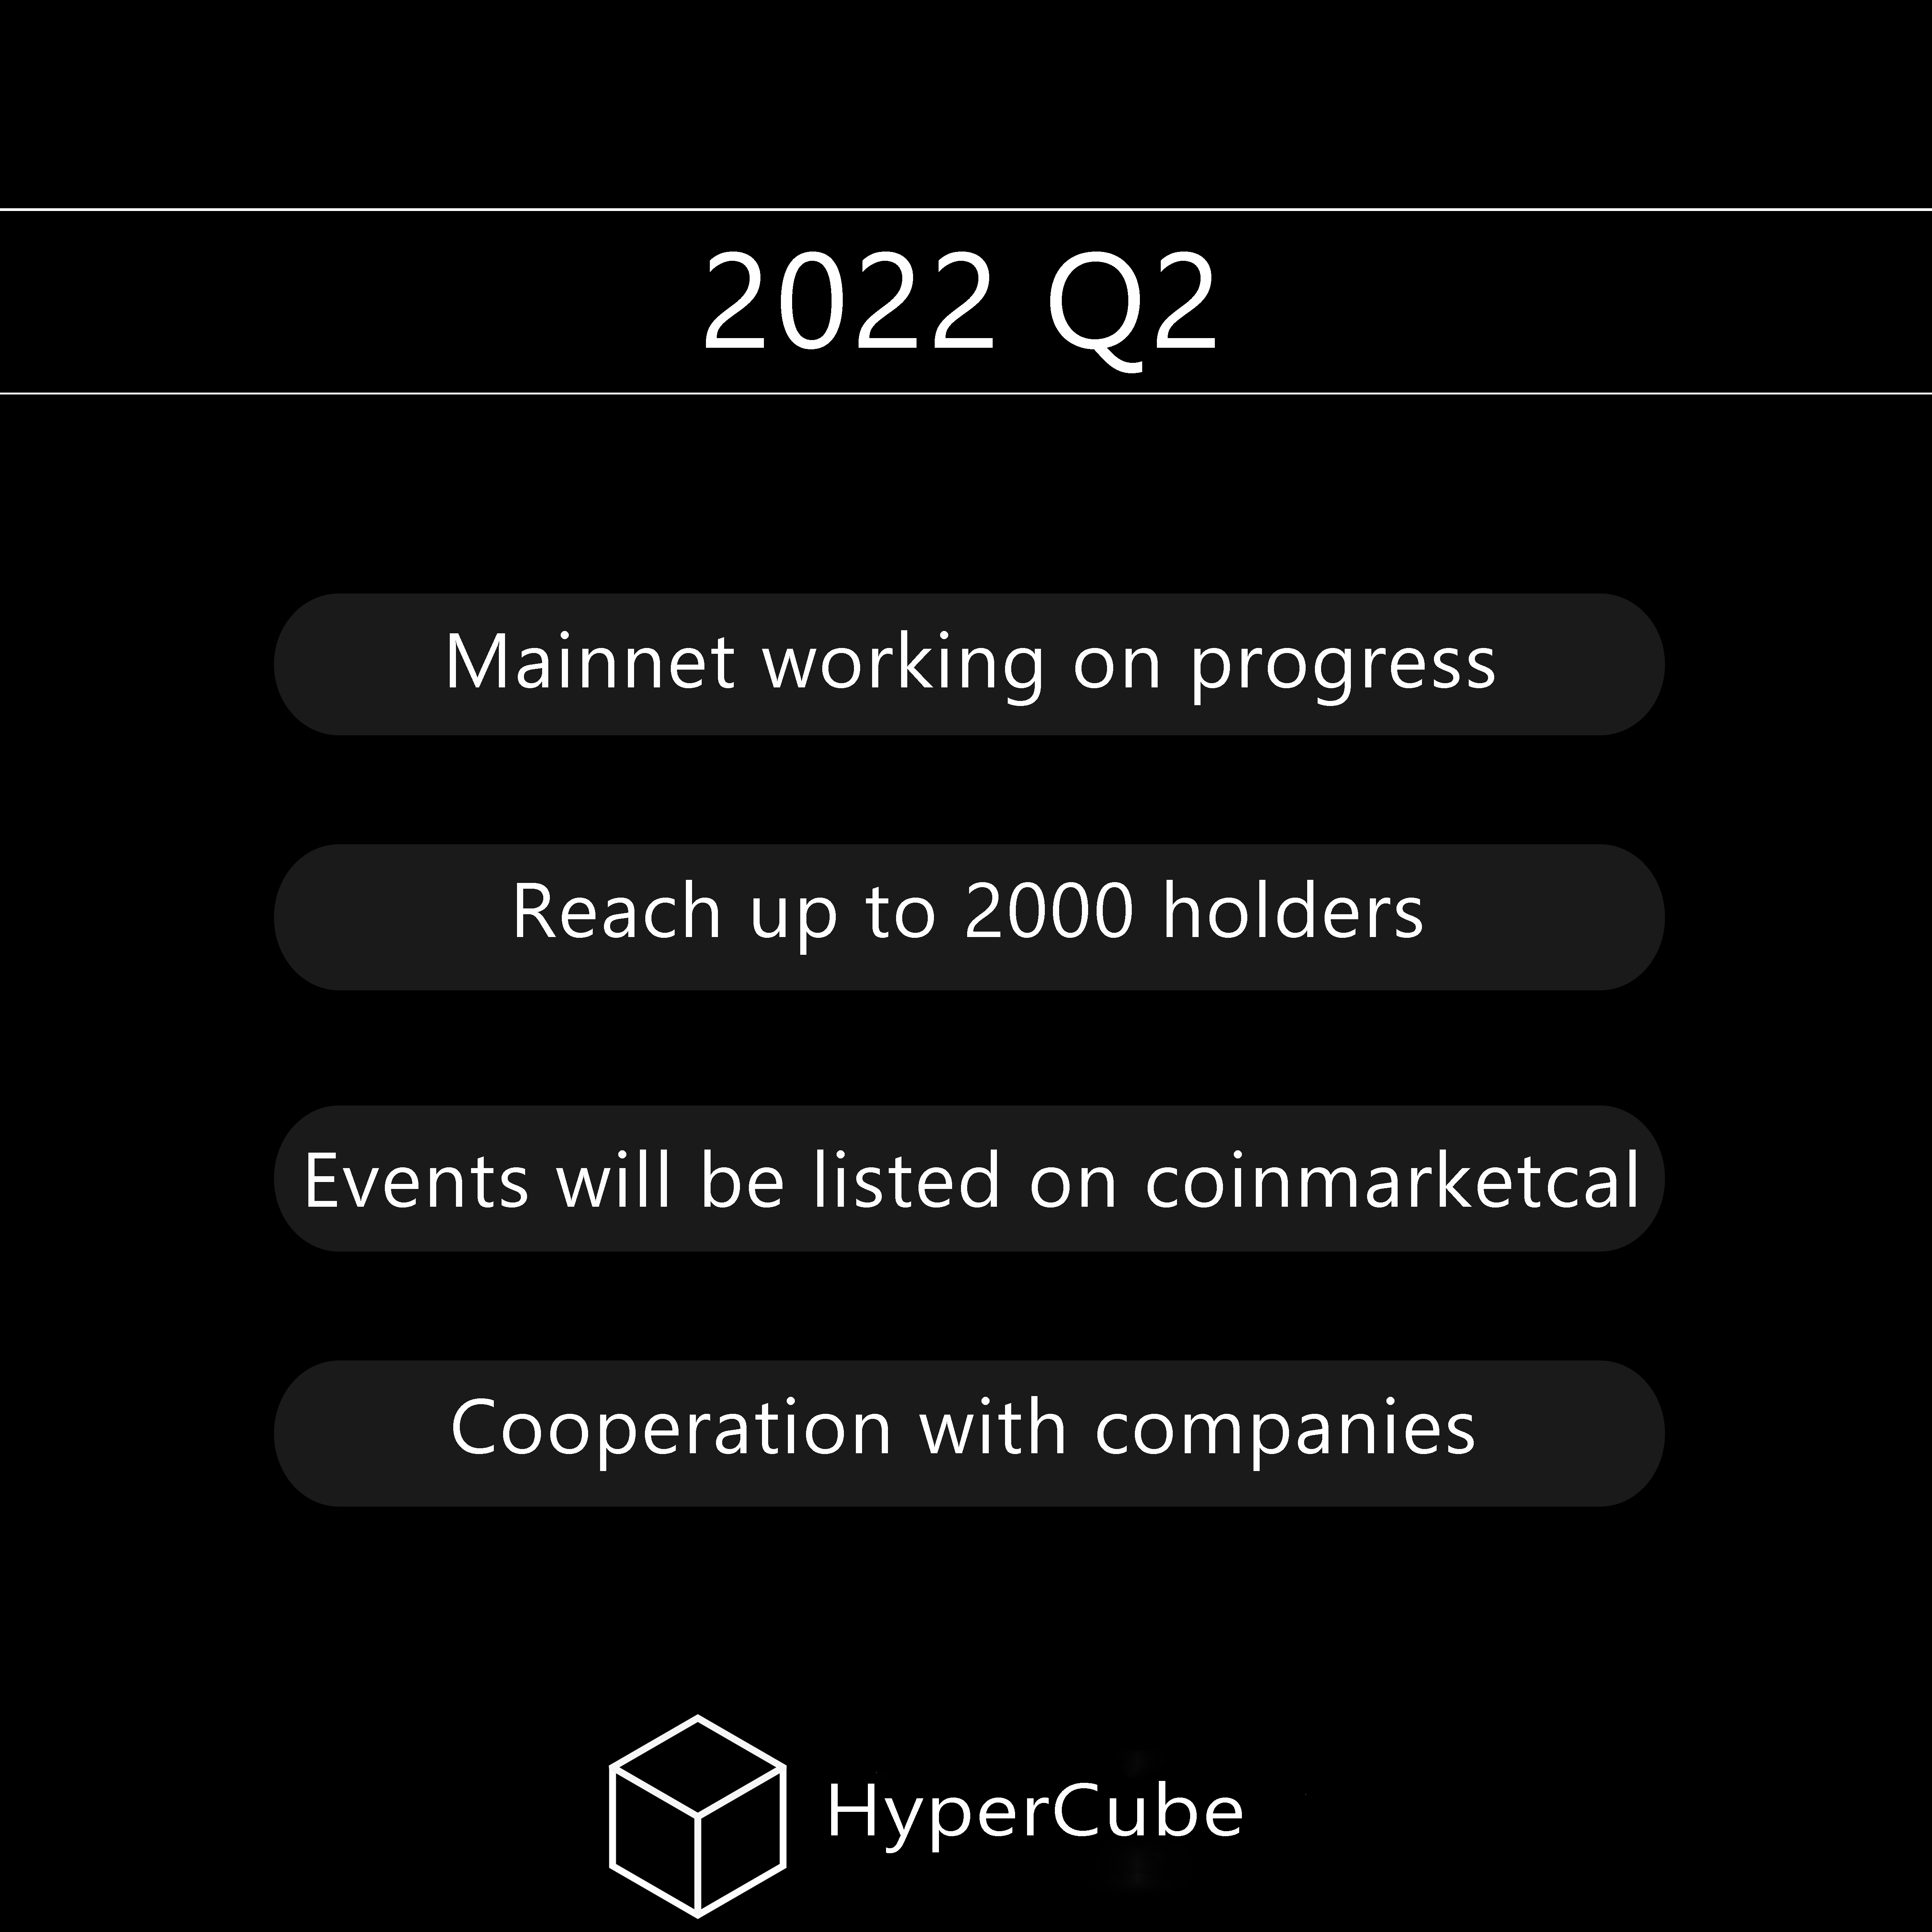 2022 Q2
Mainnet working on progress
Reach up to 2000 holders
Events will be listed on coinmarketcal
Cooperation with companies
HyperCube